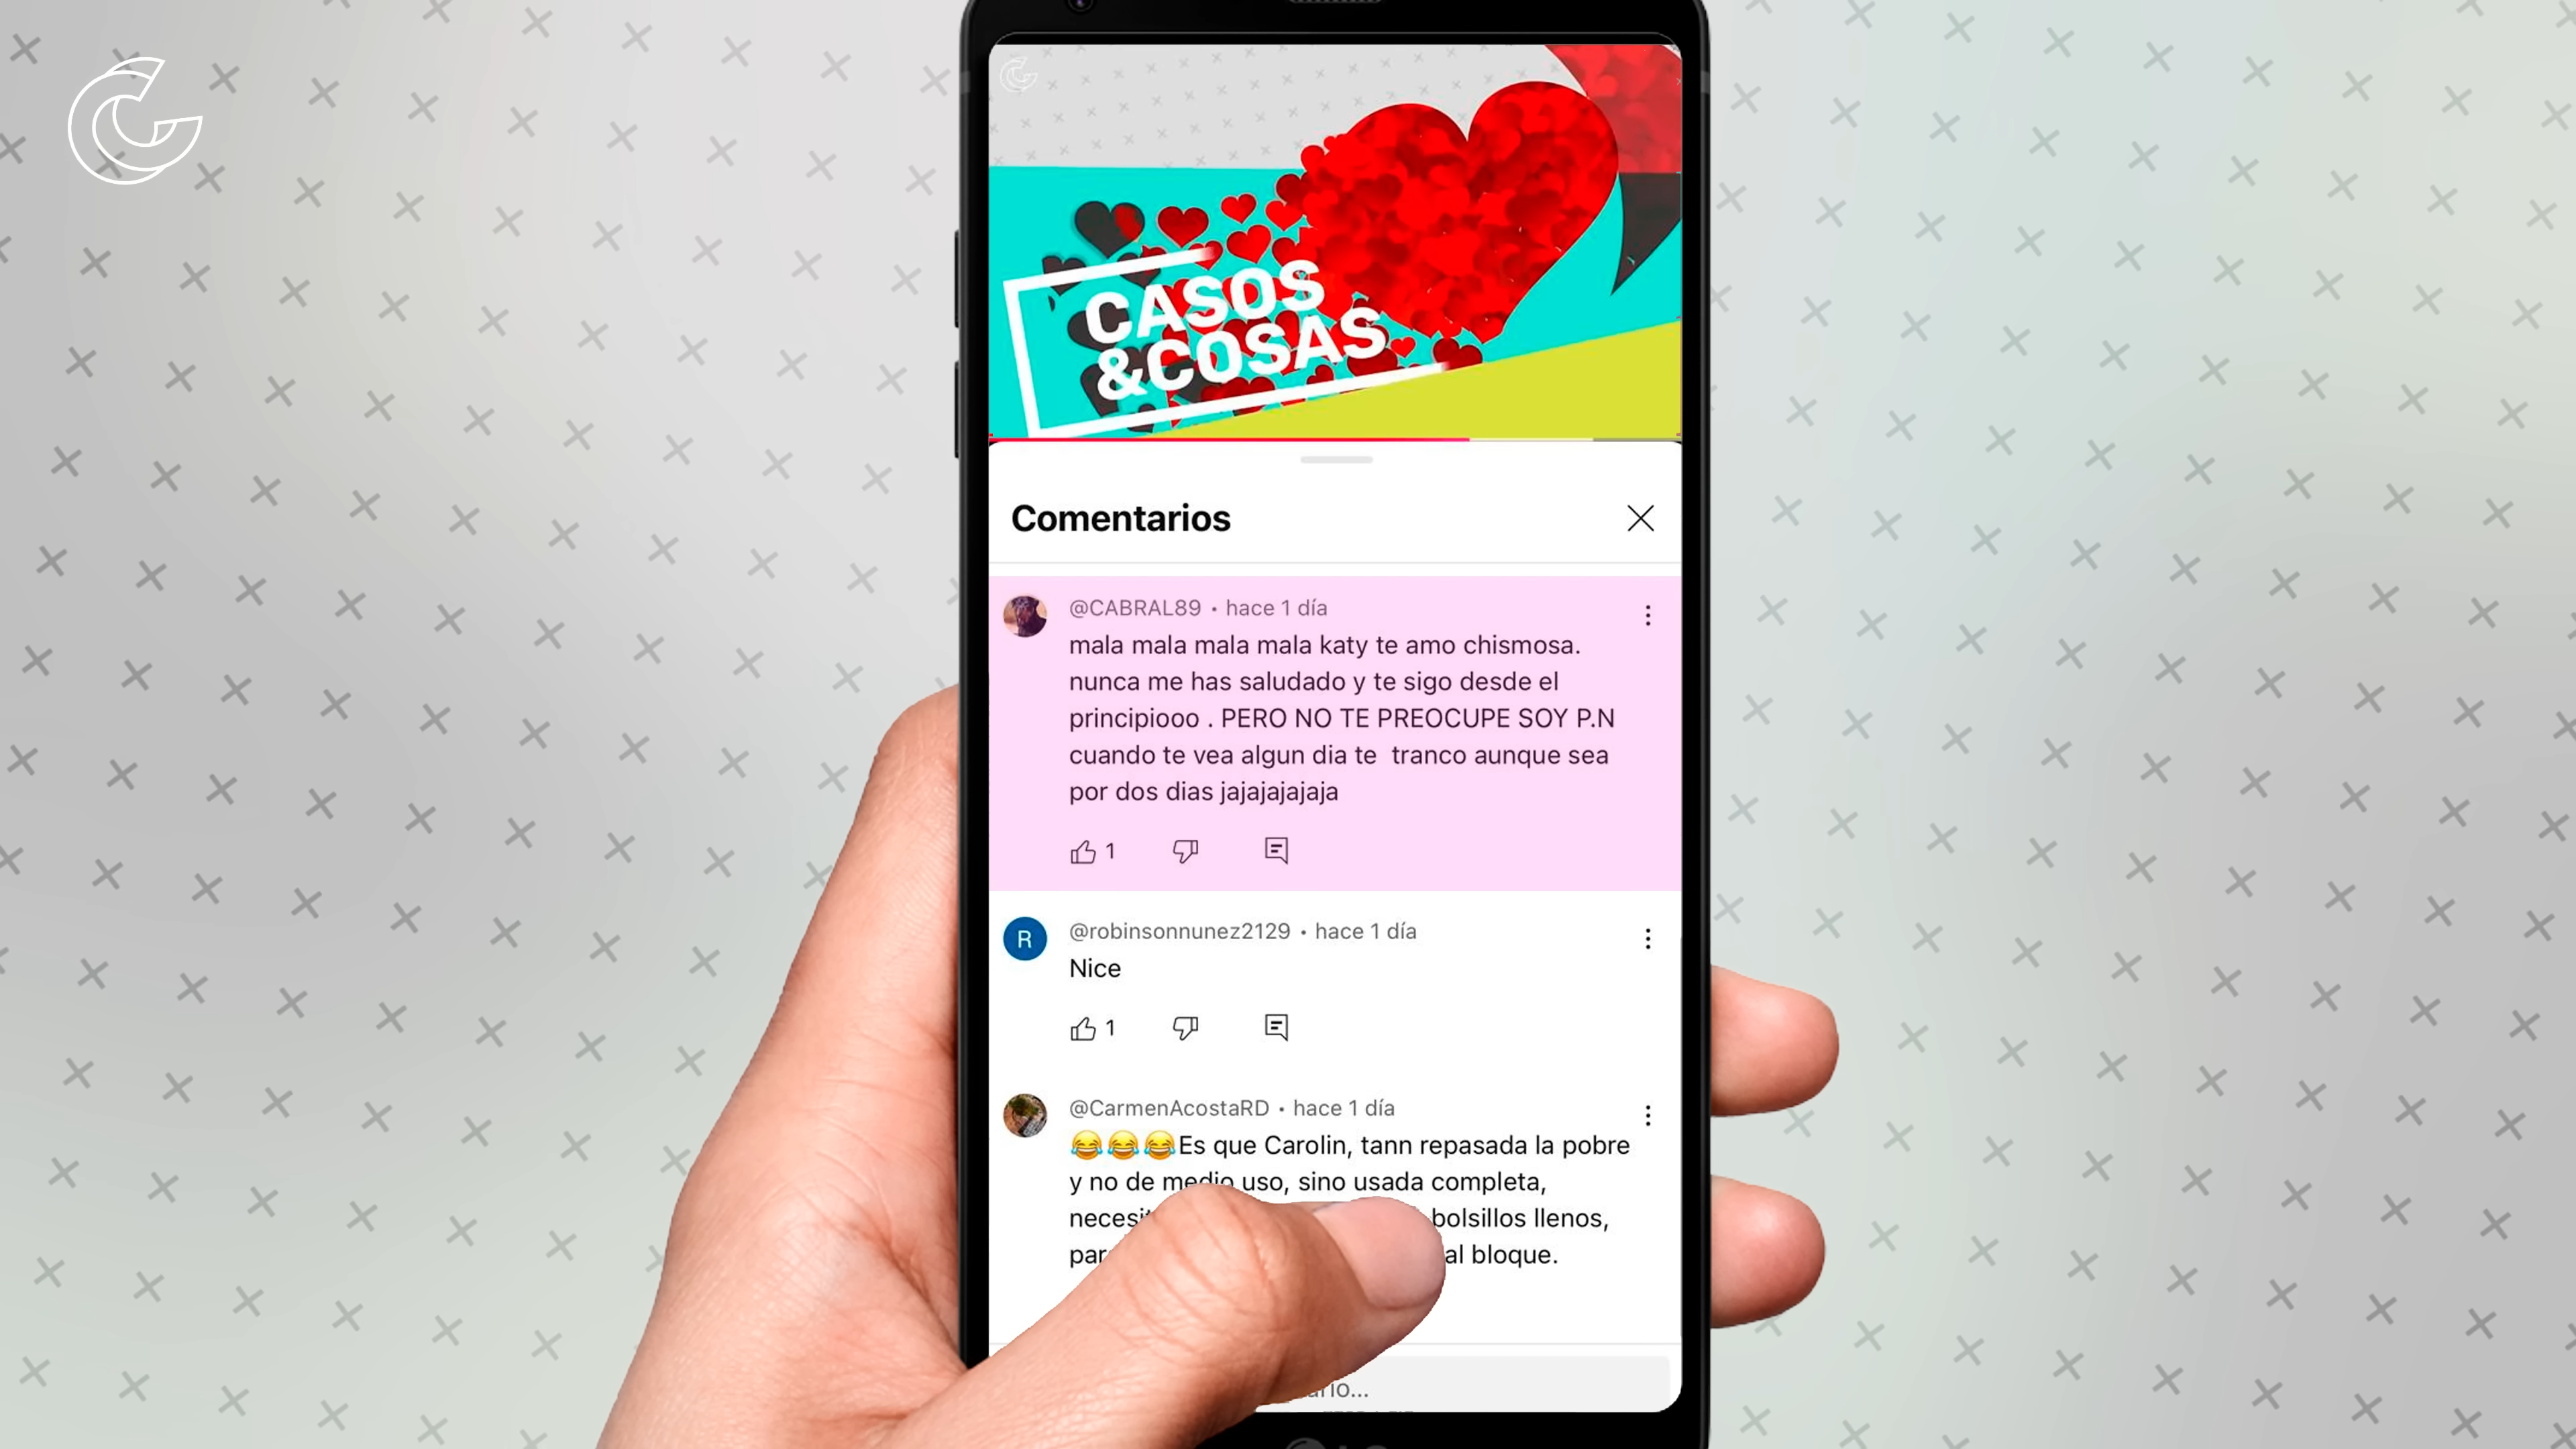 CASOS
&COSAS
Comentarios
@CABRAL89 • hace 1 día
mala mala mala mala katy te amo chismosa.
nunca me has saludado y te sigo desde el
principiooo . PERO NO TE PREOCUPE SOY P.N
cuando te vea algun dia te  tranco aunque sea
por dos dias jajajajajaja
1
R
@robinsonnunez2129 • hace 1 día
Nice
1
@CarmenAcostaRD • hace 1 día
😂😂😂Es que Carolin, tann repasada la pobre
y no de medio uso, sino usada completa,
bolsillos llenos,
al bloque.